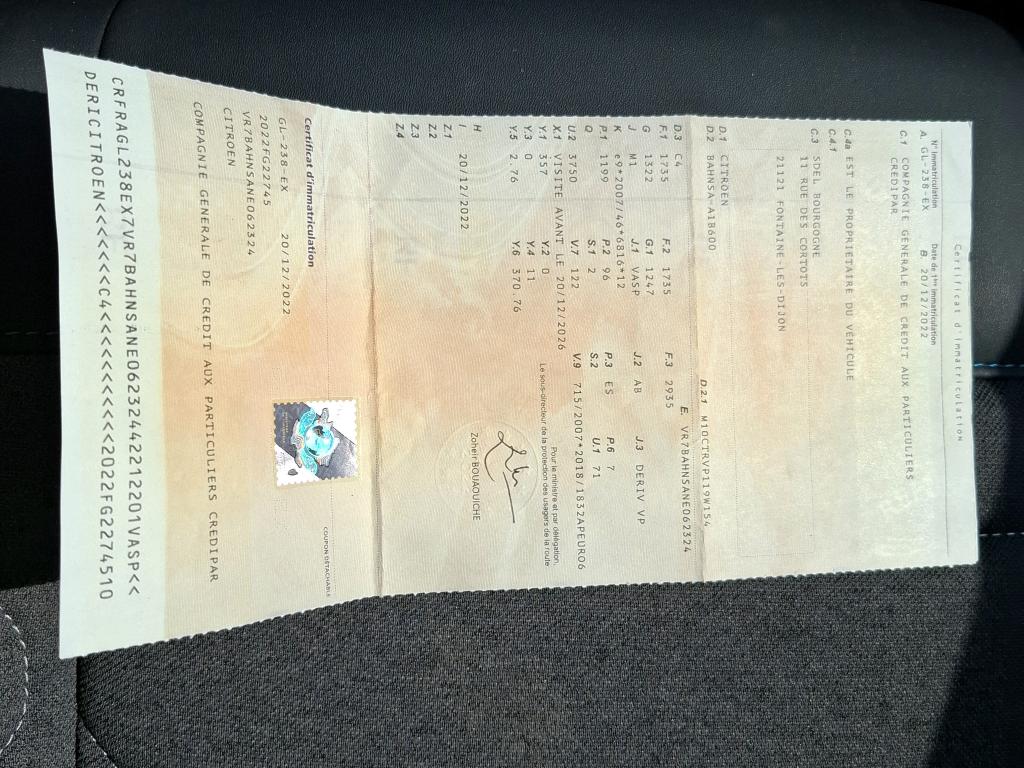 Certificat d'immatriculation
N° Immatriculation Date de 1ère immatriculation
A. GL-238-EX B. 20/12/2022
C.1 COMPAGNIE GENERALE DE CREDIT AUX PARTICULIERS
CREDIPAR
C.4a EST LE PROPRIETAIRE DU VÉHICULE
C.4.1
C.3 SDEL BOURGOGNE
11 RUE DES CORTOTS
21121 FONTAINE-LES-DIJON
D.1 CITROEN
D.2 BAHNSA-A1B600 D.2.1 M10CTRVP119W154
D.3 C4 E. VR7BAHNSANE062324
F.1 1735 F.2 1735 F.3 2935
G 1322 G.1 1247
J M1 J.1 VASP J.2 AB J.3 DERIV VP
K e9*2007/46*6816*12
P.1 1199 P.2 96 P.3 ES P.6 7
Q S.1 2 S.2 U.1 71
U.2 3750 V.7 122 V.9 715/2007*2018/1832APEURO6
X.1 VISITE AVANT LE 20/12/2026
Y.1 357 Y.2 0
Y.3 0 Y.4 11
Y.5 2.76 Y.6 370.76
Pour le ministre et par délégation,
Le sous-directeur de la protection des usagers de la route
H
Zoheir BOUAOUICHE
I 20/12/2022
Z.1
Z.2
Z.3
Z.4
COUPON DÉTACHABLE
Certificat d'immatriculation
GL-238-EX 20/12/2022
2022FG22745
VR7BAHNSANE062324
CITROEN
COMPAGNIE GENERALE DE CREDIT AUX PARTICULIERS CREDIPAR
CRFRAGL238EX7VR7BAHNSANE0623244221220​1VASP<<
DERICITROEN<<<<<<C4<<<<<<<<2022FG2274510